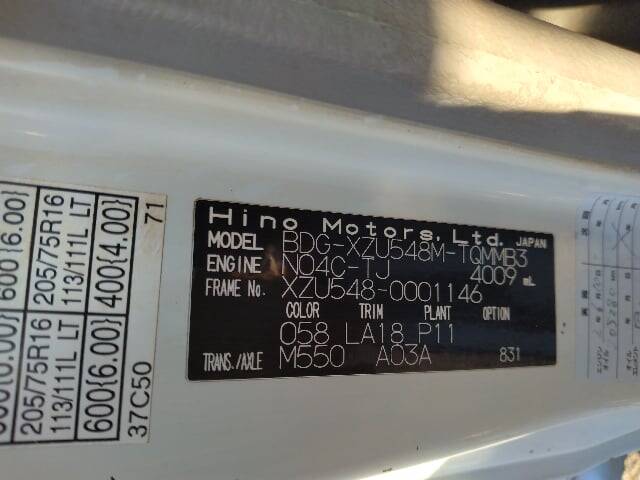 Hino Motors, Ltd. JAPAN
MODEL BDG-XZU548M-TQMMB3
ENGINE N04C-TJ 4009 mL
FRAME No. XZU548-0001146
COLOR TRIM PLANT OPTION
058 LA18 P11
TRANS./AXLE M550 A03A 831
600{6.00}
205/75R16
113/111L LT
400{4.00}
71
205/75R16
113/111L LT
600{6.00}
37C50